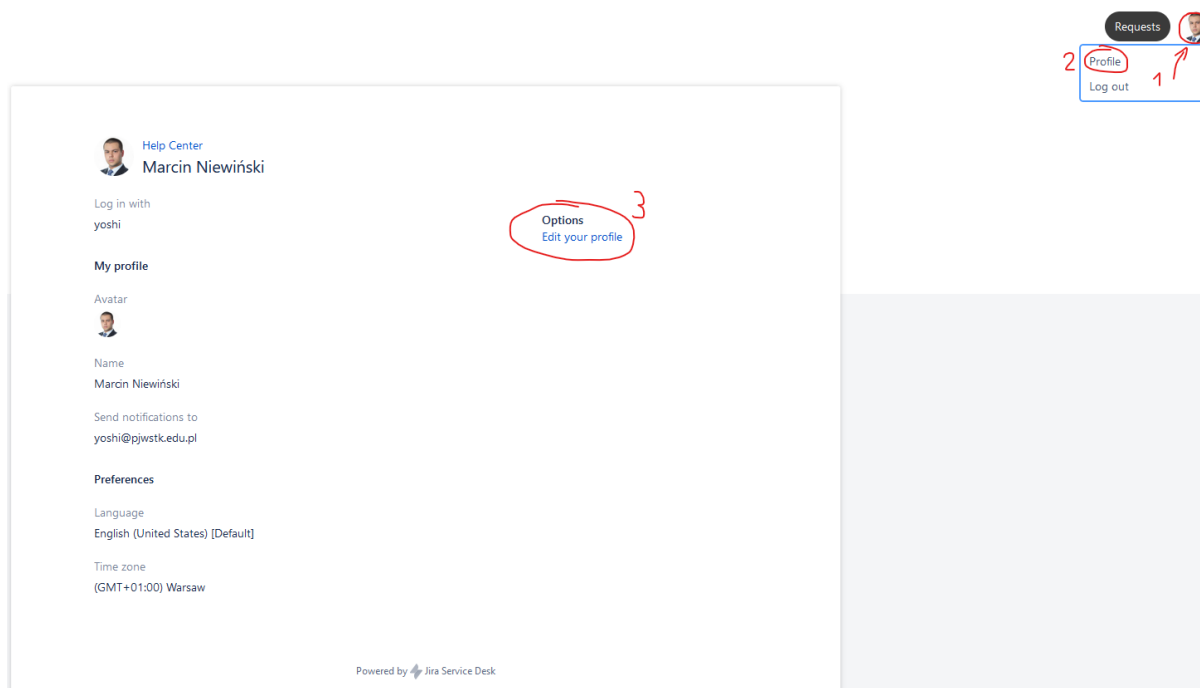 Requests
2 Profile
1
Log out
Help Center
Marcin Niewiński
Log in with
yoshi
3
Options
Edit your profile
My profile
Avatar
Name
Marcin Niewiński
Send notifications to
yoshi@pjwstk.edu.pl
Preferences
Language
English (United States) [Default]
Time zone
(GMT+01:00) Warsaw
Powered by Jira Service Desk